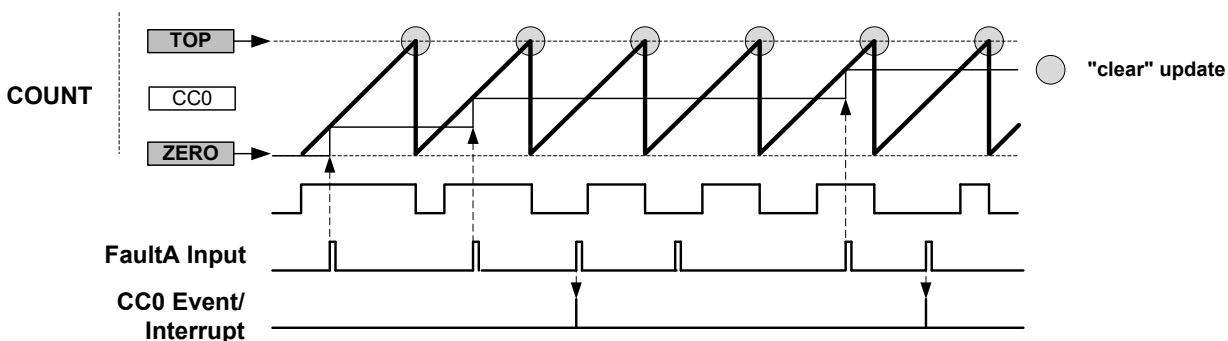 TOP
COUNT
CC0
ZERO
"clear" update
FaultA Input
CC0 Event/
Interrupt